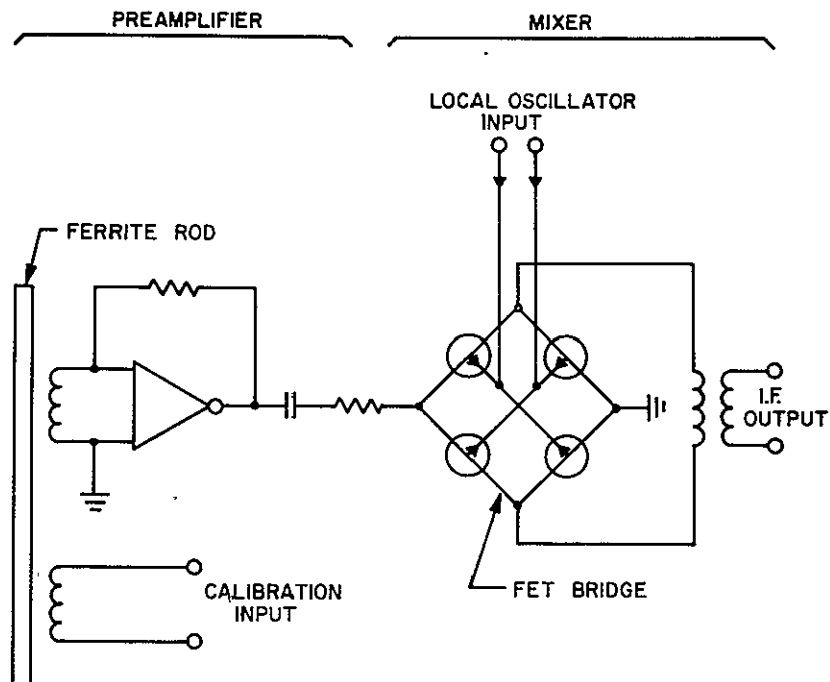 PREAMPLIFIER
MIXER
LOCAL OSCILLATOR
INPUT
FERRITE ROD
I.F.
OUTPUT
CALIBRATION
INPUT
FET BRIDGE